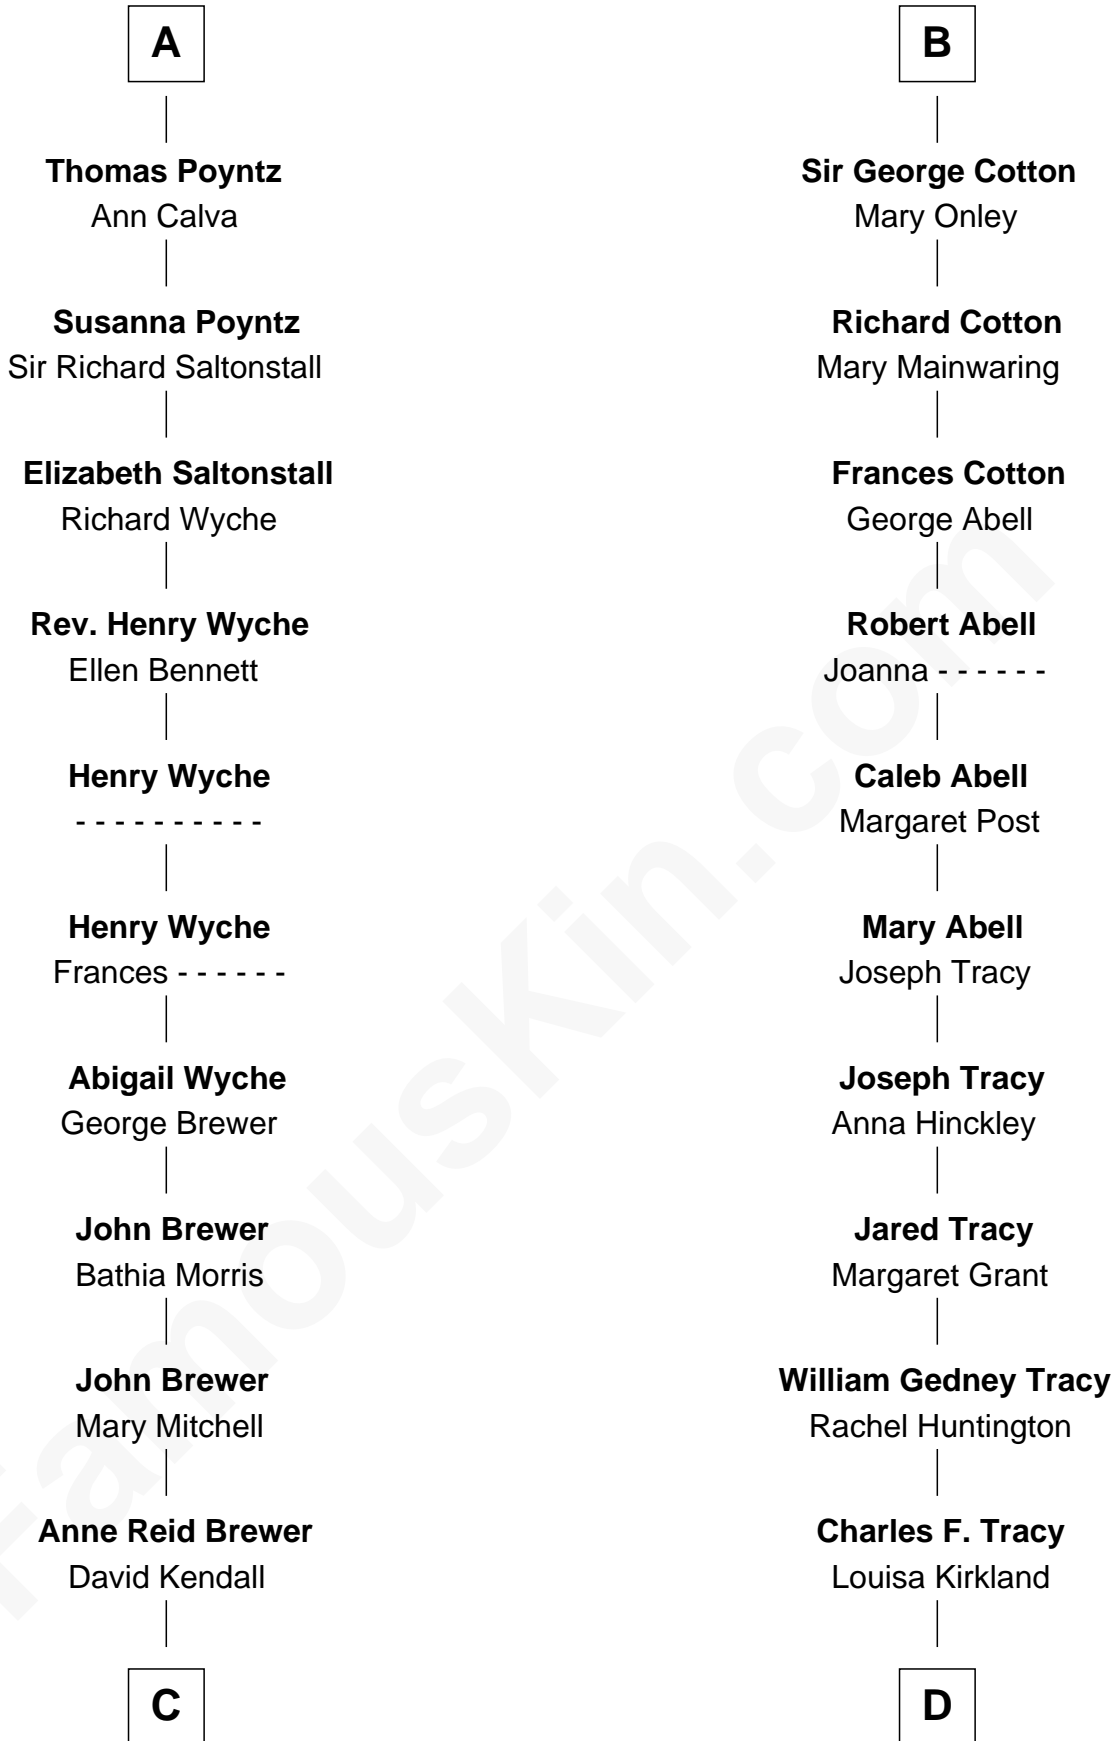 A
Thomas Poyntz
Ann Calva
Susanna Poyntz
Sir Richard Saltonstall
Elizabeth Saltonstall
Richard Wyche
Rev. Henry Wyche
Ellen Bennett
Henry Wyche
- - - - - - - - - -
Henry Wyche
Frances - - - - - -
Abigail Wyche
George Brewer
John Brewer
Bathia Morris
John Brewer
Mary Mitchell
Anne Reid Brewer
David Kendall
C
B
Sir George Cotton
Mary Onley
Richard Cotton
Mary Mainwaring
Frances Cotton
George Abell
Robert Abell
Joanna - - - - - -
Caleb Abell
Margaret Post
Mary Abell
Joseph Tracy
Joseph Tracy
Anna Hinckley
Jared Tracy
Margaret Grant
William Gedney Tracy
Rachel Huntington
Charles F. Tracy
Louisa Kirkland
D
FamousKin.com